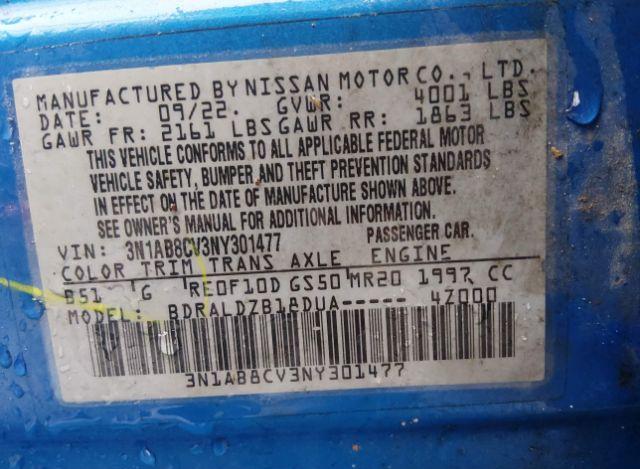 MANUFACTURED BY NISSAN MOTOR CO., LTD.
DATE: 09/22. GVWR: 4001 LBS
GAWR FR: 2161 LBS GAWR RR: 1863 LBS
THIS VEHICLE CONFORMS TO ALL APPLICABLE FEDERAL MOTOR
VEHICLE SAFETY, BUMPER AND THEFT PREVENTION STANDARDS
IN EFFECT ON THE DATE OF MANUFACTURE SHOWN ABOVE.
SEE OWNER'S MANUAL FOR ADDITIONAL INFORMATION.
VIN: 3N1AB8CV3NY301477 PASSENGER CAR.
COLOR TRIM TRANS AXLE ENGINE
B51 G RE0F10D GS50 MR20 1997 CC
MODEL: BDRALDZB18DUA----- 4Z000
3N1AB8CV3NY301477